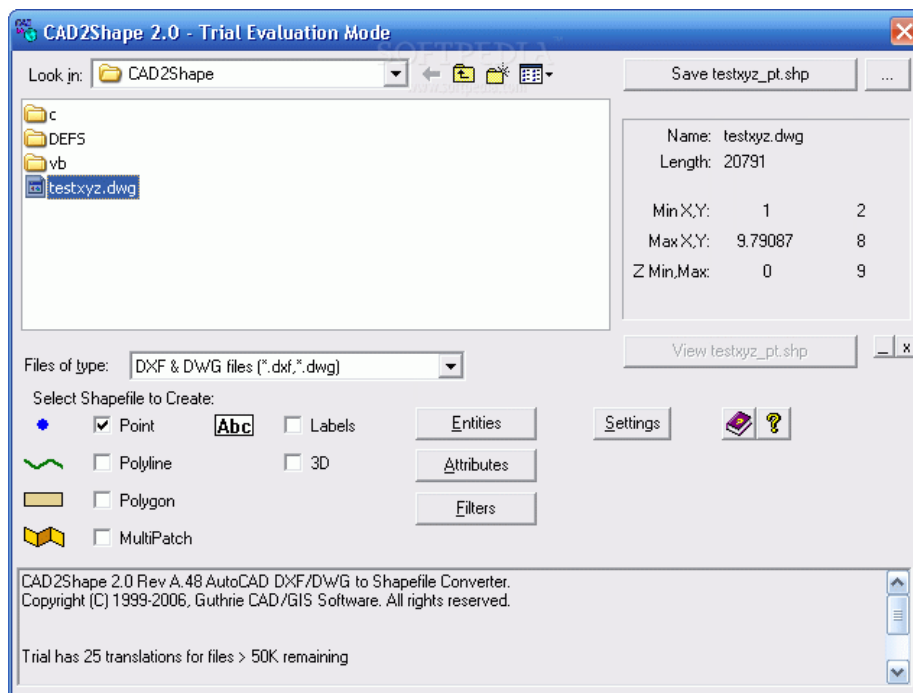 CAD2Shape 2.0 - Trial Evaluation Mode
SOFTPEDIA
www.softpedia.com
Look in: CAD2Shape
Save testxyz_pt.shp ...
c
DEFS
vb
testxyz.dwg
Name: testxyz.dwg
Length: 20791
Min X,Y: 1 2
Max X,Y: 9.79087 8
Z Min,Max: 0 9
View testxyz_pt.shp _ x
Files of type: DXF & DWG files (*.dxf,*.dwg)
Select Shapefile to Create:
Point Abc Labels Entities Settings ?
Polyline 3D Attributes
Polygon Filters
MultiPatch
CAD2Shape 2.0 Rev A.48 AutoCAD DXF/DWG to Shapefile Converter.
Copyright (C) 1999-2006, Guthrie CAD/GIS Software. All rights reserved.
Trial has 25 translations for files > 50K remaining